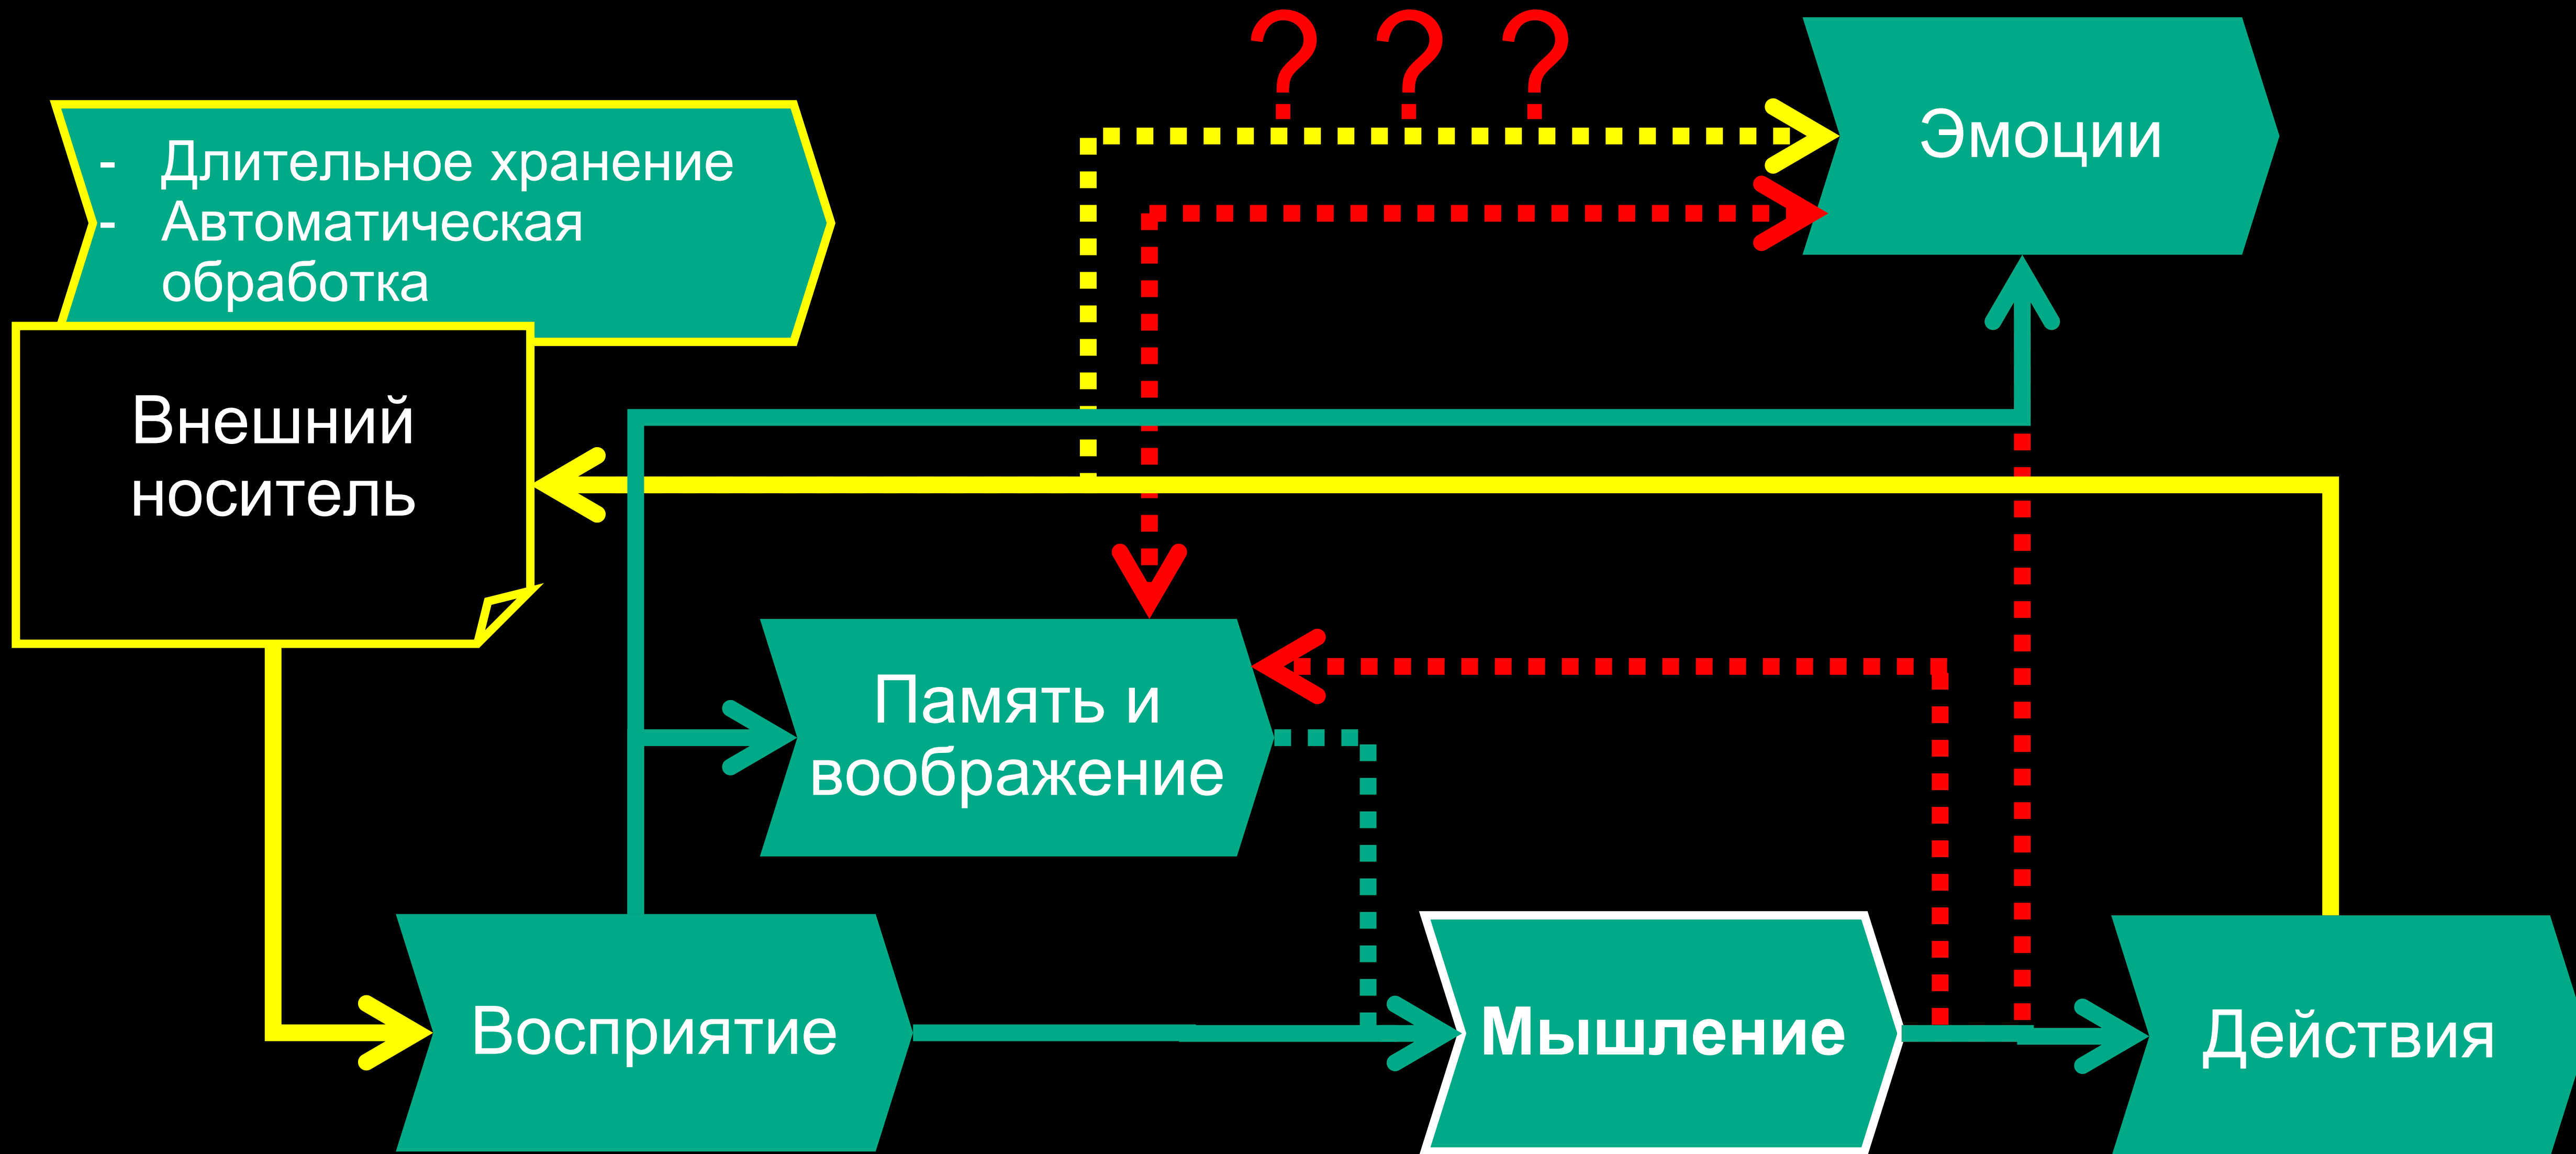 ? ? ?
Эмоции
- Длительное хранение
- Автоматическая
обработка
Внешний
носитель
Память и
воображение
Восприятие
Мышление
Действия